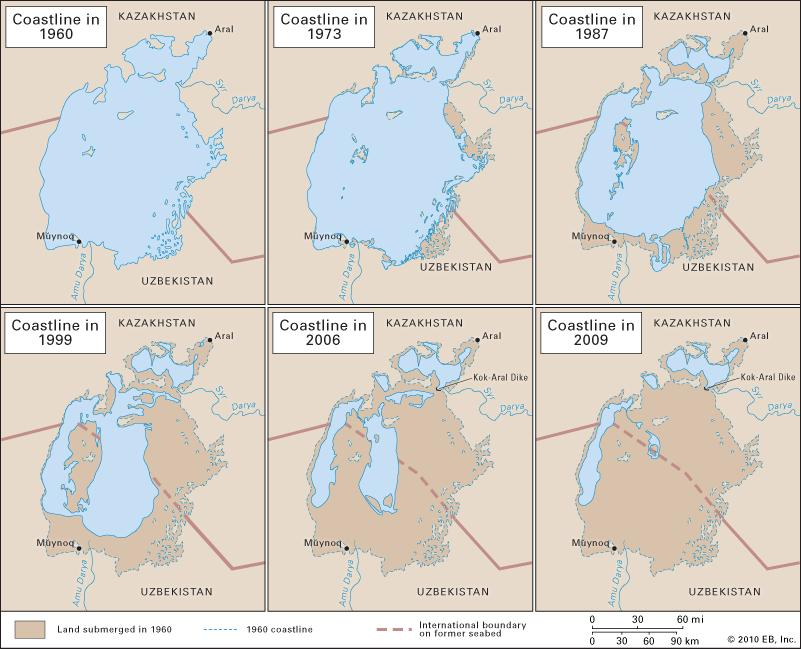 Coastline in
1960
KAZAKHSTAN
Aral
Syr Darya
Mŭynoq
Amu Darya
UZBEKISTAN
Coastline in
1973
KAZAKHSTAN
Aral
Syr Darya
Mŭynoq
Amu Darya
UZBEKISTAN
Coastline in
1987
KAZAKHSTAN
Aral
Syr Darya
Mŭynoq
Amu Darya
UZBEKISTAN
Coastline in
1999
KAZAKHSTAN
Aral
Syr Darya
Mŭynoq
Amu Darya
UZBEKISTAN
Coastline in
2006
KAZAKHSTAN
Aral
Kok-Aral Dike
Syr Darya
Mŭynoq
Amu Darya
UZBEKISTAN
Coastline in
2009
KAZAKHSTAN
Aral
Kok-Aral Dike
Syr Darya
Mŭynoq
Amu Darya
UZBEKISTAN
Land submerged in 1960
1960 coastline
International boundary
on former seabed
0 30 60 mi
0 30 60 90 km
© 2010 EB, Inc.